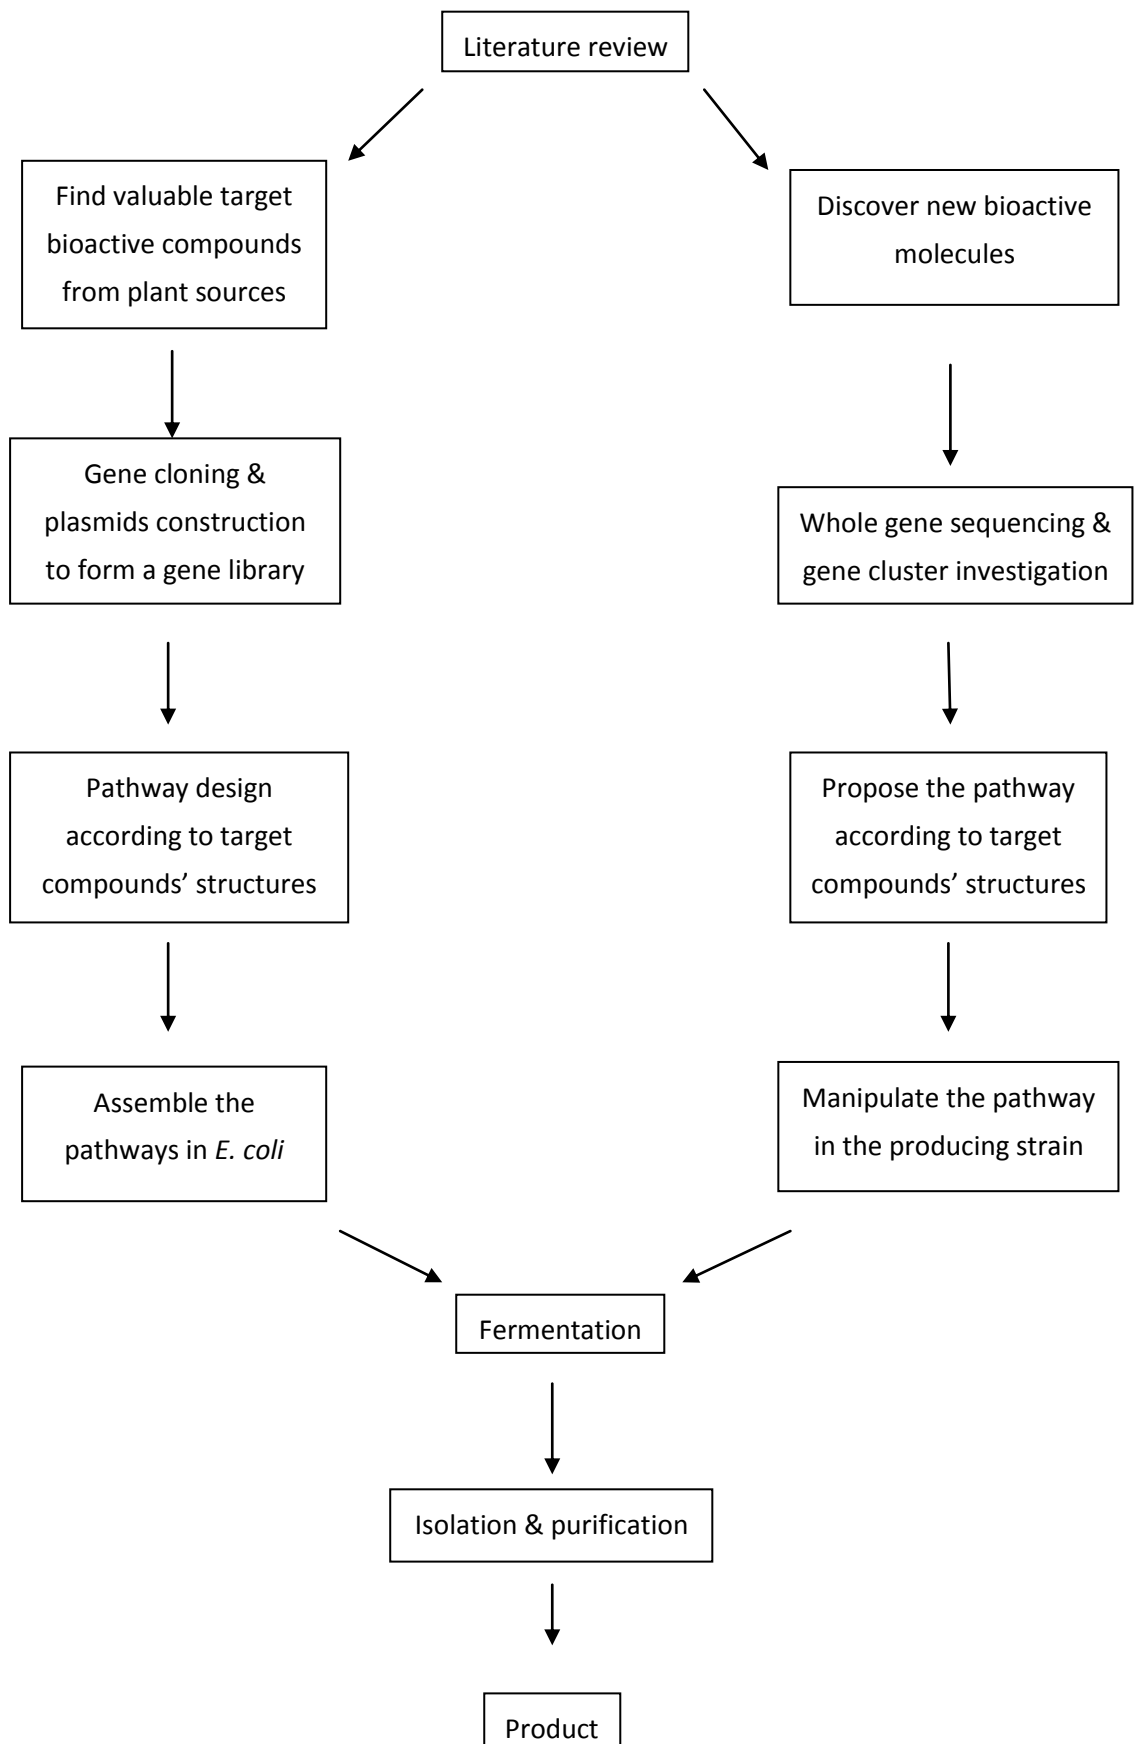 Literature review
Find valuable target
bioactive compounds
from plant sources
Discover new bioactive
molecules
Gene cloning &
plasmids construction
to form a gene library
Whole gene sequencing &
gene cluster investigation
Pathway design
according to target
compounds’ structures
Propose the pathway
according to target
compounds’ structures
Assemble the
pathways in E. coli
Manipulate the pathway
in the producing strain
Fermentation
Isolation & purification
Product